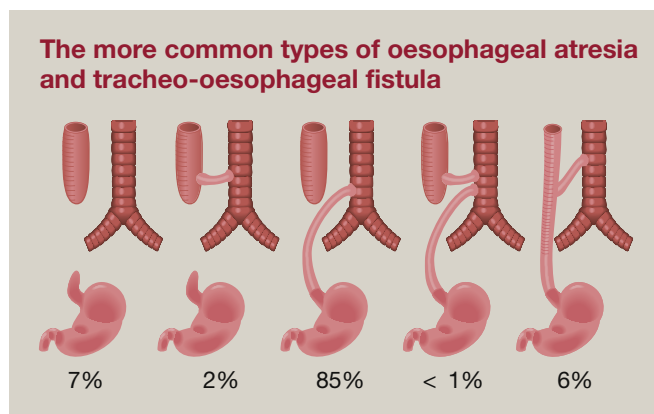 The more common types of oesophageal atresia
and tracheo-oesophageal fistula
7% 2% 85% < 1% 6%